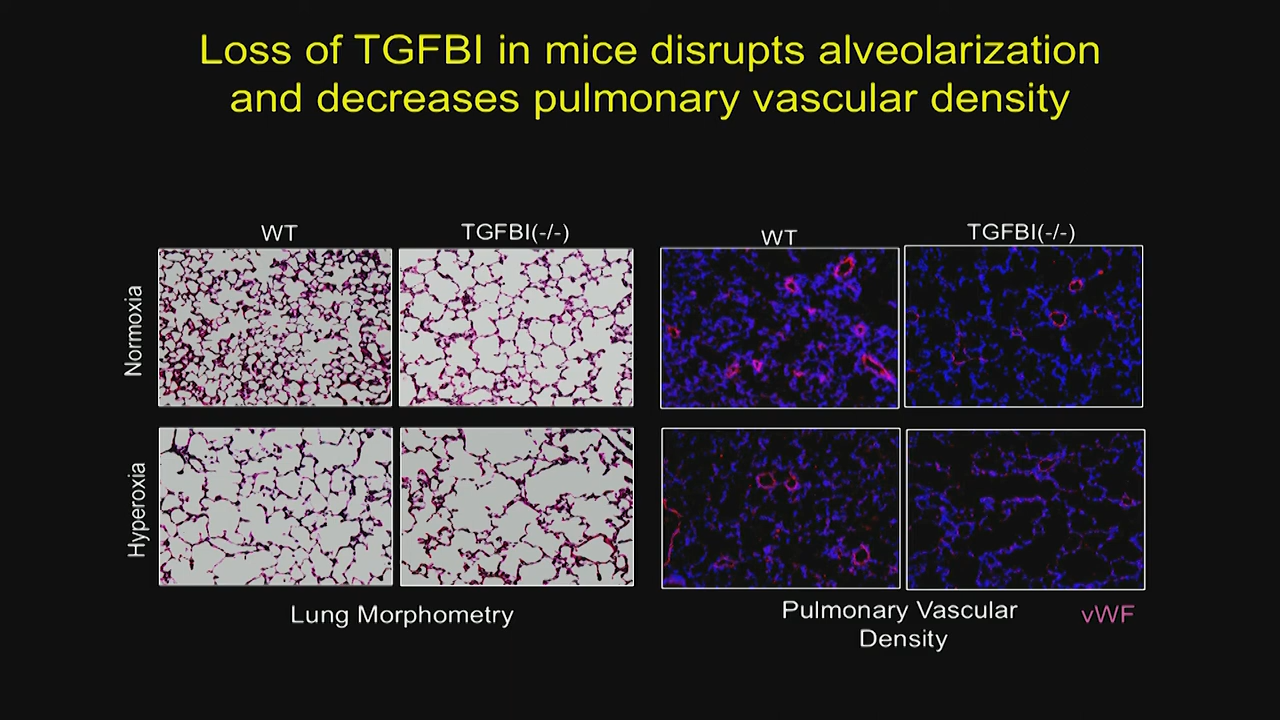 Loss of TGFBI in mice disrupts alveolarization
and decreases pulmonary vascular density
WT
TGFBI(-/-)
WT
TGFBI(-/-)
Normoxia
Hyperoxia
Lung Morphometry
Pulmonary Vascular
Density
vWF